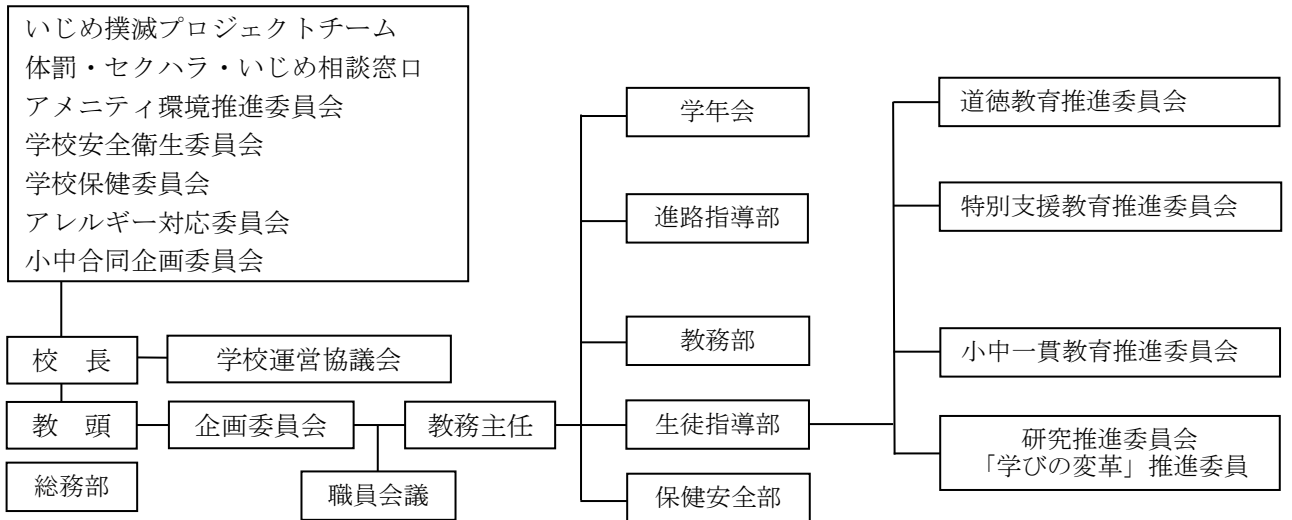 いじめ撲滅プロジェクトチーム
体罰・セクハラ・いじめ相談窓口
アメニティ環境推進委員会
学校安全衛生委員会
学校保健委員会
アレルギー対応委員会
小中合同企画委員会
校　長
学校運営協議会
教　頭
企画委員会
教務主任
総務部
職員会議
学年会
進路指導部
教務部
生徒指導部
保健安全部
道徳教育推進委員会
特別支援教育推進委員会
小中一貫教育推進委員会
研究推進委員会
「学びの変革」推進委員